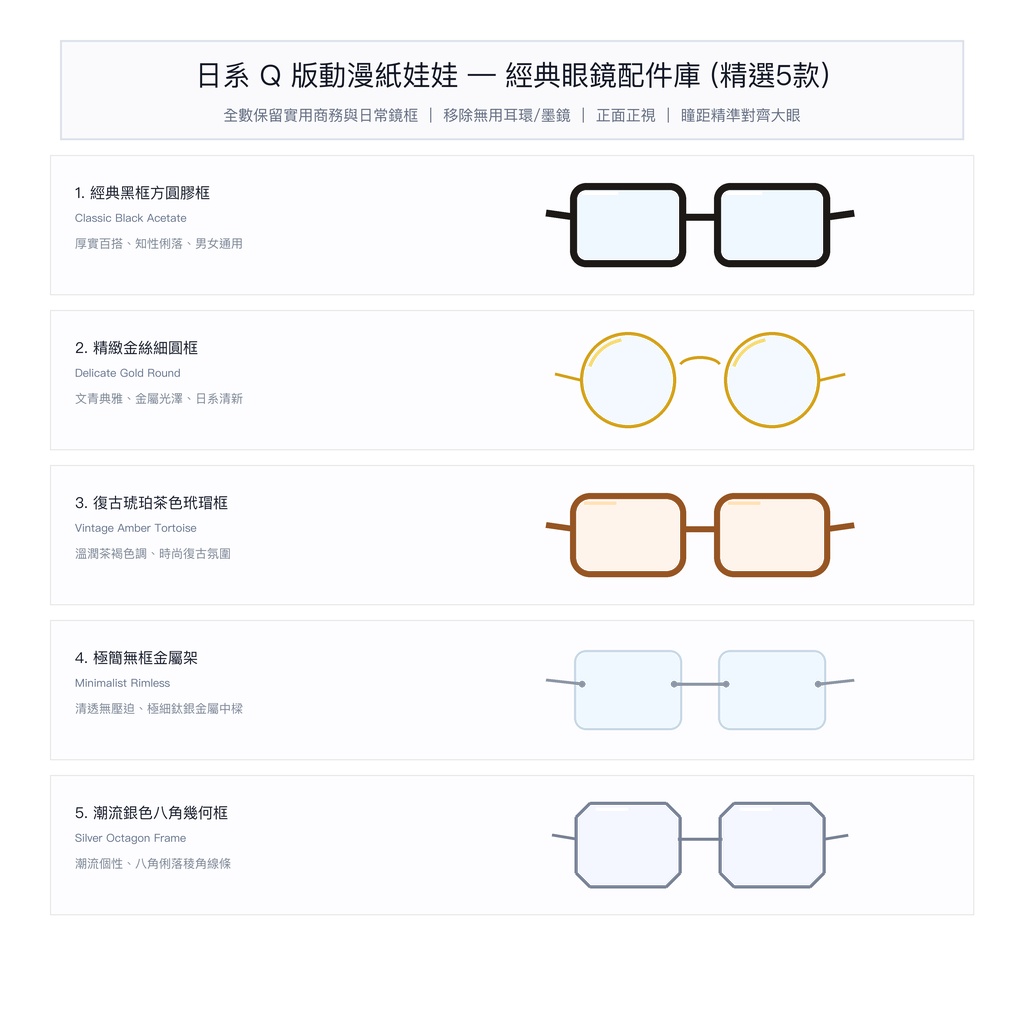 日系 Q 版動漫紙娃娃 — 經典眼鏡配件庫 (精選5款)
全數保留實用商務與日常鏡框 | 移除無用耳環/墨鏡 | 正面正視 | 瞳距精準對齊大眼
1. 經典黑框方圓膠框
Classic Black Acetate
厚實百搭、知性俐落、男女通用
2. 精緻金絲細圓框
Delicate Gold Round
文青典雅、金屬光澤、日系清新
3. 復古琥珀茶色玳瑁框
Vintage Amber Tortoise
溫潤茶褐色調、時尚復古氛圍
4. 極簡無框金屬架
Minimalist Rimless
清透無壓迫、極細鈦銀金屬中樑
5. 潮流銀色八角幾何框
Silver Octagon Frame
潮流個性、八角俐落稜角線條